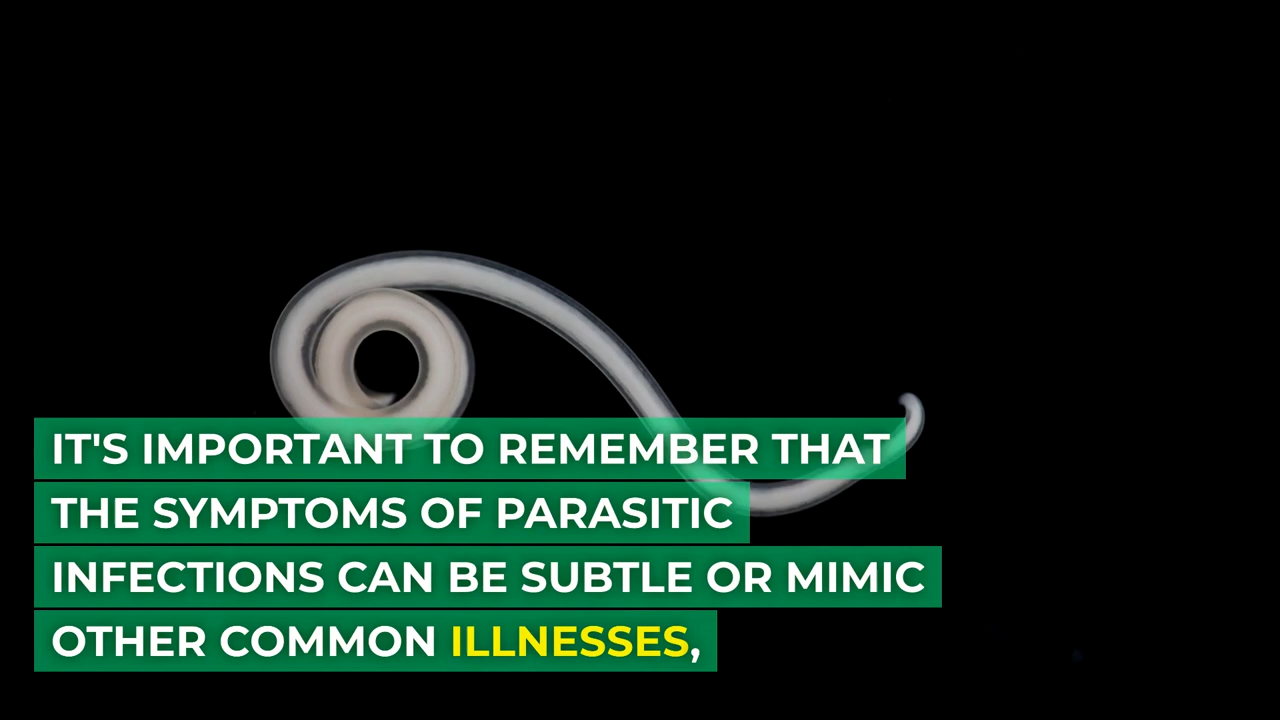 IT'S IMPORTANT TO REMEMBER THAT
THE SYMPTOMS OF PARASITIC
INFECTIONS CAN BE SUBTLE OR MIMIC
OTHER COMMON ILLNESSES,